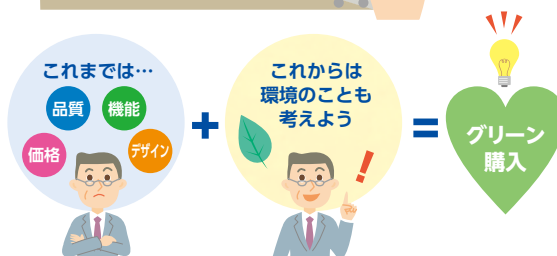 これまでは…
品質
機能
価格
デザイン
+
これからは
環境のことも
考えよう
!
=
グリーン
購入